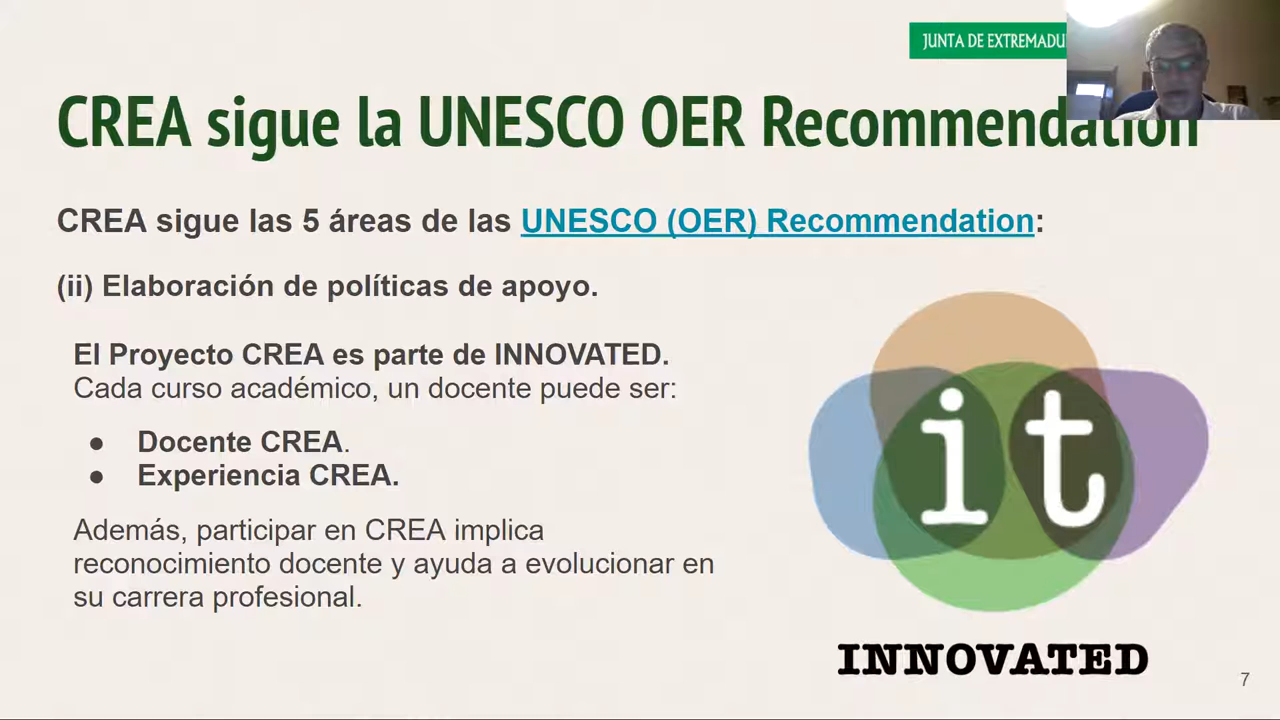 JUNTA DE EXTREMADU
CREA sigue la UNESCO OER Recommendation
CREA sigue las 5 áreas de las UNESCO (OER) Recommendation:
(ii) Elaboración de políticas de apoyo.
El Proyecto CREA es parte de INNOVATED.
Cada curso académico, un docente puede ser:
● Docente CREA.
● Experiencia CREA.
Además, participar en CREA implica
reconocimiento docente y ayuda a evolucionar en
su carrera profesional.
it
INNOVATED
7